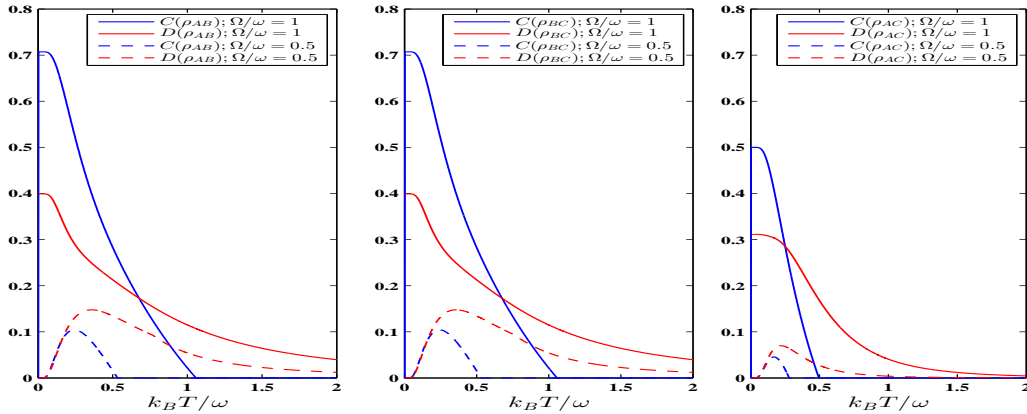 0.8
0.7
0.6
0.5
0.4
0.3
0.2
0.1
0
0 0.5 1 1.5 2
k_BT/ω
C(ρ_AB); Ω/ω = 1
D(ρ_AB); Ω/ω = 1
C(ρ_AB); Ω/ω = 0.5
D(ρ_AB); Ω/ω = 0.5
0.8
0.7
0.6
0.5
0.4
0.3
0.2
0.1
0
0 0.5 1 1.5 2
k_BT/ω
C(ρ_BC); Ω/ω = 1
D(ρ_BC); Ω/ω = 1
C(ρ_BC); Ω/ω = 0.5
D(ρ_BC); Ω/ω = 0.5
0.8
0.7
0.6
0.5
0.4
0.3
0.2
0.1
0
0 0.5 1 1.5 2
k_BT/ω
C(ρ_AC); Ω/ω = 1
D(ρ_AC); Ω/ω = 1
C(ρ_AC); Ω/ω = 0.5
D(ρ_AC); Ω/ω = 0.5